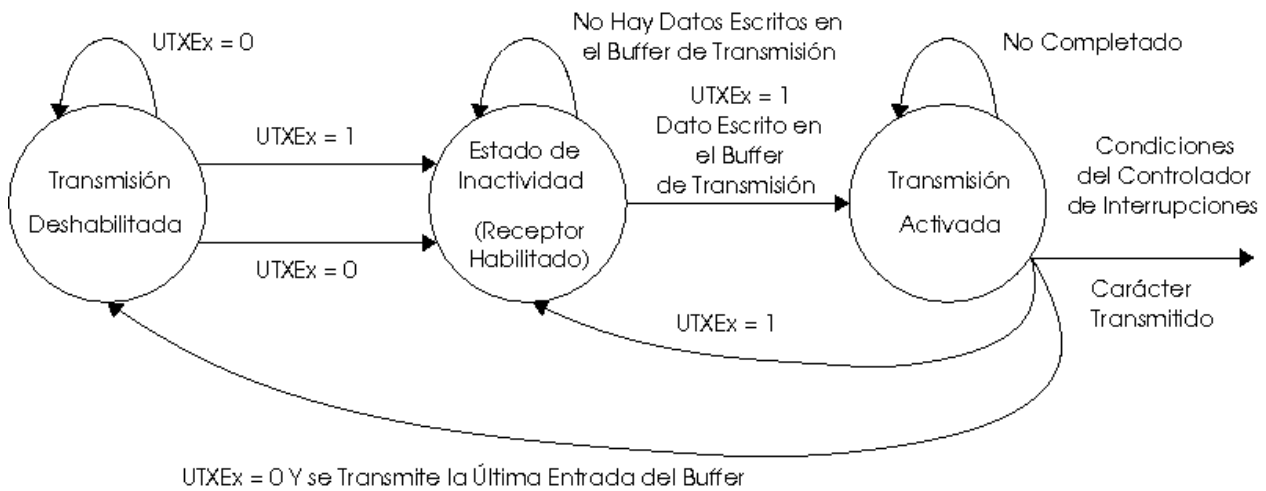 UTXEx = 0
No Hay Datos Escritos en
el Buffer de Transmisión
No Completado
UTXEx = 1
Transmisión
Deshabilitada
UTXEx = 0
Estado de
Inactividad
(Receptor
Habilitado)
UTXEx = 1
Dato Escrito en
el Buffer
de Transmisión
Transmisión
Activada
Condiciones
del Controlador
de Interrupciones
Carácter
Transmitido
UTXEx = 1
UTXEx = 0 Y se Transmite la Última Entrada del Buffer